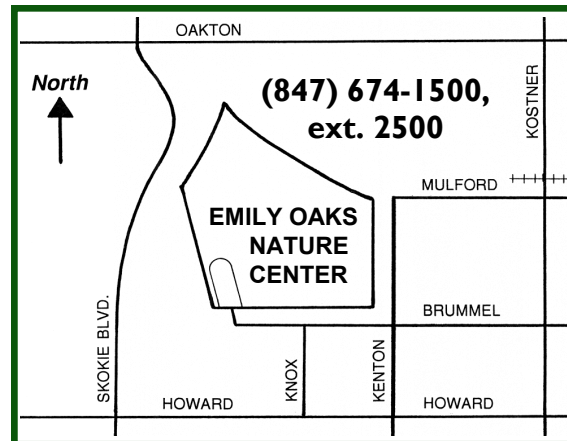 OAKTON
North
(847) 674-1500,
ext. 2500
KOSTNER
MULFORD
EMILY OAKS
NATURE
CENTER
SKOKIE BLVD.
BRUMMEL
KNOX
KENTON
HOWARD
HOWARD